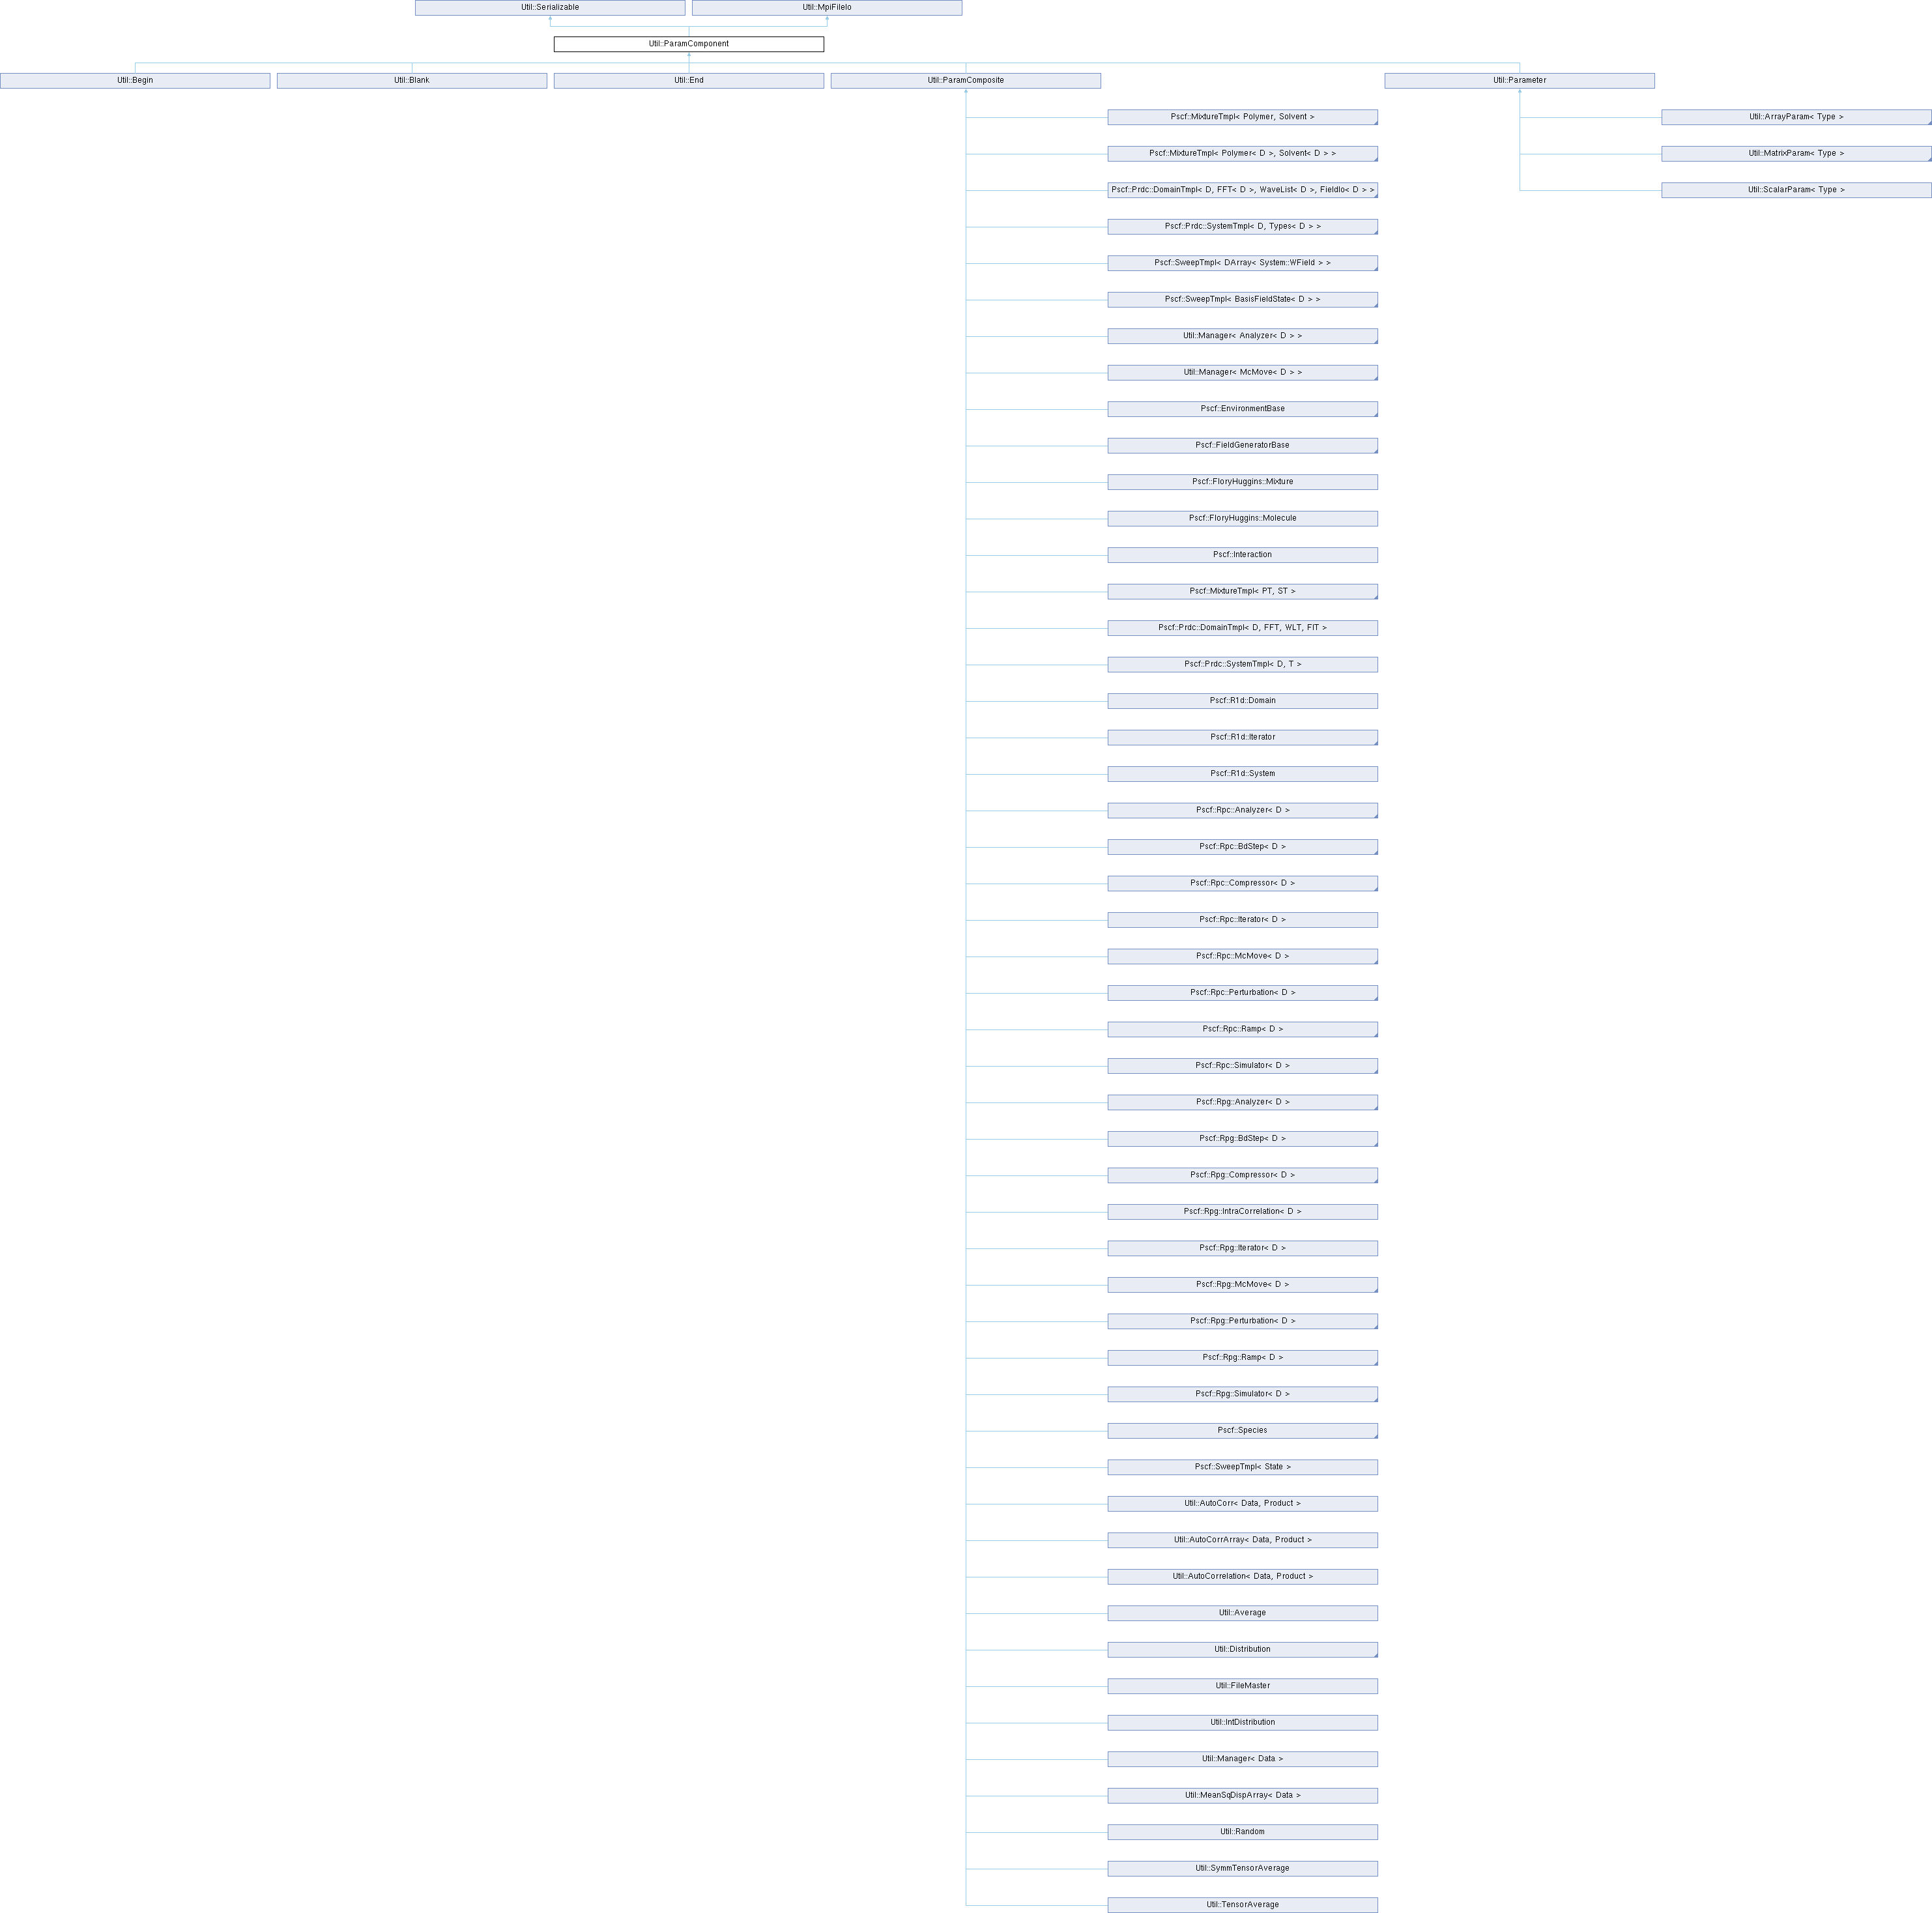 Util::Serializable
Util::MpiFileIo
Util::ParamComponent
Util::Begin
Util::Blank
Util::End
Util::ParamComposite
Util::Parameter
Pscf::MixtureTmpl< Polymer, Solvent >
Util::ArrayParam< Type >
Pscf::MixtureTmpl< Polymer< D >, Solvent< D > >
Util::MatrixParam< Type >
Pscf::Prdc::DomainTmpl< D, FFT< D >, WaveList< D >, FieldIo< D > >
Util::ScalarParam< Type >
Pscf::Prdc::SystemTmpl< D, Types< D > >
Pscf::SweepTmpl< DArray< System::WField > >
Pscf::SweepTmpl< BasisFieldState< D > >
Util::Manager< Analyzer< D > >
Util::Manager< McMove< D > >
Pscf::EnvironmentBase
Pscf::FieldGeneratorBase
Pscf::FloryHuggins::Mixture
Pscf::FloryHuggins::Molecule
Pscf::Interaction
Pscf::MixtureTmpl< PT, ST >
Pscf::Prdc::DomainTmpl< D, FFT, WLT, FIT >
Pscf::Prdc::SystemTmpl< D, T >
Pscf::R1d::Domain
Pscf::R1d::Iterator
Pscf::R1d::System
Pscf::Rpc::Analyzer< D >
Pscf::Rpc::BdStep< D >
Pscf::Rpc::Compressor< D >
Pscf::Rpc::Iterator< D >
Pscf::Rpc::McMove< D >
Pscf::Rpc::Perturbation< D >
Pscf::Rpc::Ramp< D >
Pscf::Rpc::Simulator< D >
Pscf::Rpg::Analyzer< D >
Pscf::Rpg::BdStep< D >
Pscf::Rpg::Compressor< D >
Pscf::Rpg::IntraCorrelation< D >
Pscf::Rpg::Iterator< D >
Pscf::Rpg::McMove< D >
Pscf::Rpg::Perturbation< D >
Pscf::Rpg::Ramp< D >
Pscf::Rpg::Simulator< D >
Pscf::Species
Pscf::SweepTmpl< State >
Util::AutoCorr< Data, Product >
Util::AutoCorrArray< Data, Product >
Util::AutoCorrelation< Data, Product >
Util::Average
Util::Distribution
Util::FileMaster
Util::IntDistribution
Util::Manager< Data >
Util::MeanSqDispArray< Data >
Util::Random
Util::SymmTensorAverage
Util::TensorAverage